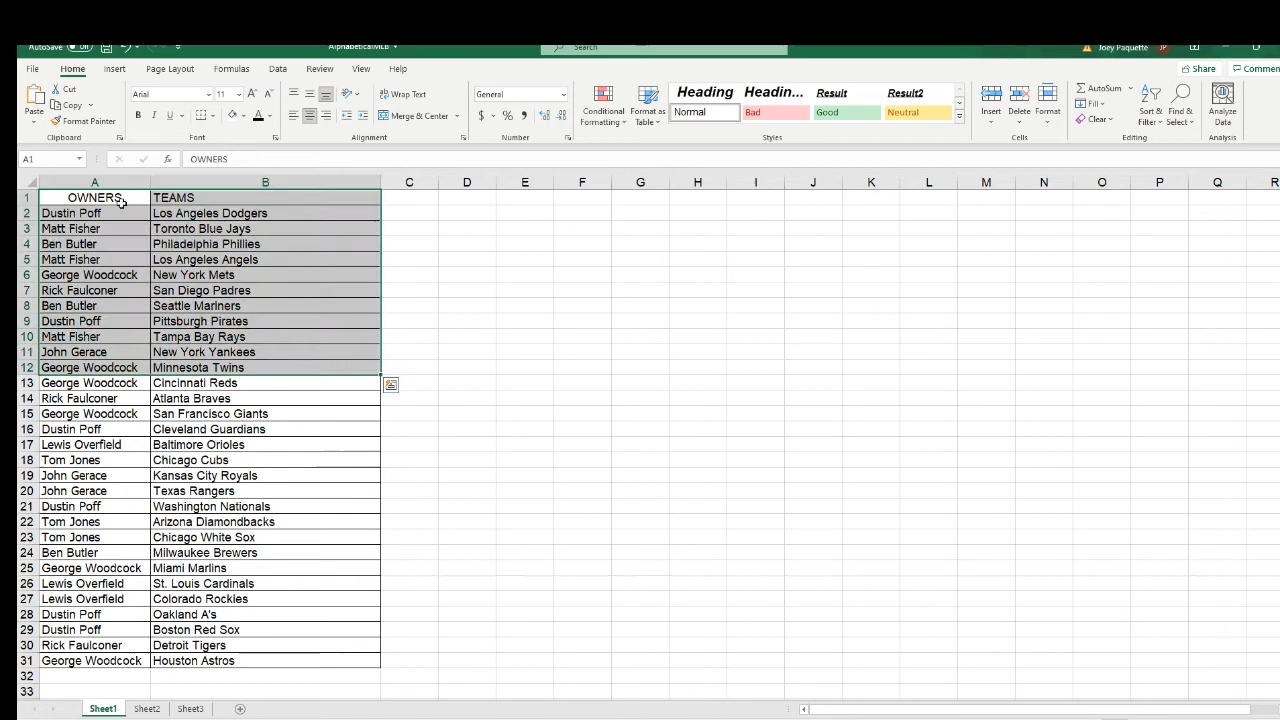 AutoSave Off AlphabeticalMLB Search Joey Paquette JP
File Home Insert Page Layout Formulas Data Review View Help Share Comments
Paste Cut Copy Format Painter Clipboard
Arial 11 B I U A Font
Wrap Text Merge & Center Alignment
General $ % , Number
Conditional Formatting Format as Table
Heading Headin... Result Result2
Normal Bad Good Neutral Styles
Insert Delete Format Cells
AutoSum Fill Clear Sort & Filter Find & Select Editing
Analyze Data Analysis
A1 fx OWNERS
A B C D E F G H I J K L M N O P Q R
1 OWNERS TEAMS
2 Dustin Poff Los Angeles Dodgers
3 Matt Fisher Toronto Blue Jays
4 Ben Butler Philadelphia Phillies
5 Matt Fisher Los Angeles Angels
6 George Woodcock New York Mets
7 Rick Faulconer San Diego Padres
8 Ben Butler Seattle Mariners
9 Dustin Poff Pittsburgh Pirates
10 Matt Fisher Tampa Bay Rays
11 John Gerace New York Yankees
12 George Woodcock Minnesota Twins
13 George Woodcock Cincinnati Reds
14 Rick Faulconer Atlanta Braves
15 George Woodcock San Francisco Giants
16 Dustin Poff Cleveland Guardians
17 Lewis Overfield Baltimore Orioles
18 Tom Jones Chicago Cubs
19 John Gerace Kansas City Royals
20 John Gerace Texas Rangers
21 Dustin Poff Washington Nationals
22 Tom Jones Arizona Diamondbacks
23 Tom Jones Chicago White Sox
24 Ben Butler Milwaukee Brewers
25 George Woodcock Miami Marlins
26 Lewis Overfield St. Louis Cardinals
27 Lewis Overfield Colorado Rockies
28 Dustin Poff Oakland A's
29 Dustin Poff Boston Red Sox
30 Rick Faulconer Detroit Tigers
31 George Woodcock Houston Astros
32
33
Sheet1 Sheet2 Sheet3